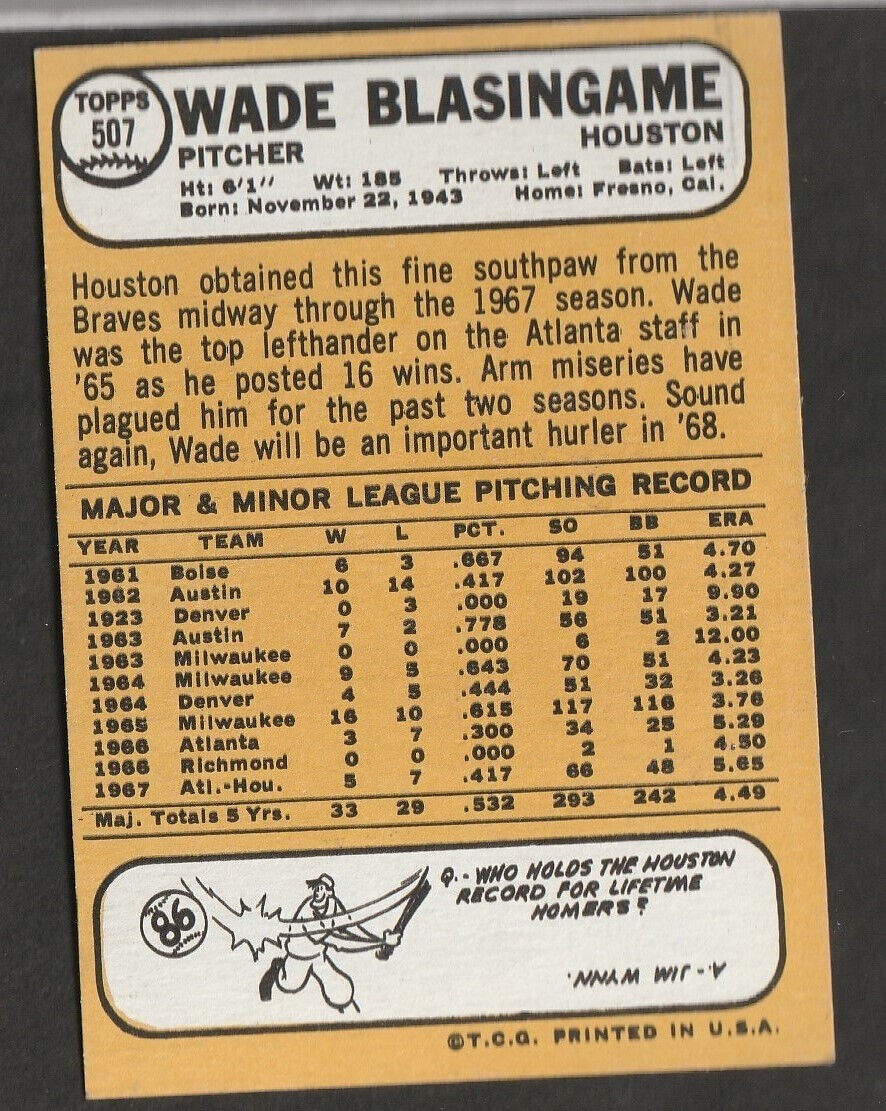 TOPPS
507
WADE BLASINGAME
PITCHER
HOUSTON
Ht: 6'1" Wt: 185 Throws: Left Bats: Left
Born: November 22, 1943 Home: Fresno, Cal.
Houston obtained this fine southpaw from the
Braves midway through the 1967 season. Wade
was the top lefthander on the Atlanta staff in
'65 as he posted 16 wins. Arm miseries have
plagued him for the past two seasons. Sound
again, Wade will be an important hurler in '68.
MAJOR & MINOR LEAGUE PITCHING RECORD
YEAR TEAM W L PCT. SO BB ERA
1961 Boise 6 3 .667 94 51 4.70
1962 Austin 10 14 .417 102 100 4.27
1923 Denver 0 3 .000 19 17 9.90
1963 Austin 7 2 .778 56 51 3.21
1963 Milwaukee 0 0 .000 6 2 12.00
1964 Milwaukee 9 5 .643 70 51 4.23
1964 Denver 4 5 .444 51 32 3.26
1965 Milwaukee 16 10 .615 117 116 3.76
1966 Atlanta 3 7 .300 34 25 5.29
1966 Richmond 0 0 .000 2 1 4.50
1967 Atl.-Hou. 5 7 .417 66 48 5.65
Maj. Totals 5 Yrs. 33 29 .532 293 242 4.49
86
Q.- WHO HOLDS THE HOUSTON
RECORD FOR LIFETIME
HOMERS?
A.- JIM WYNN.
©T.C.G. PRINTED IN U.S.A.